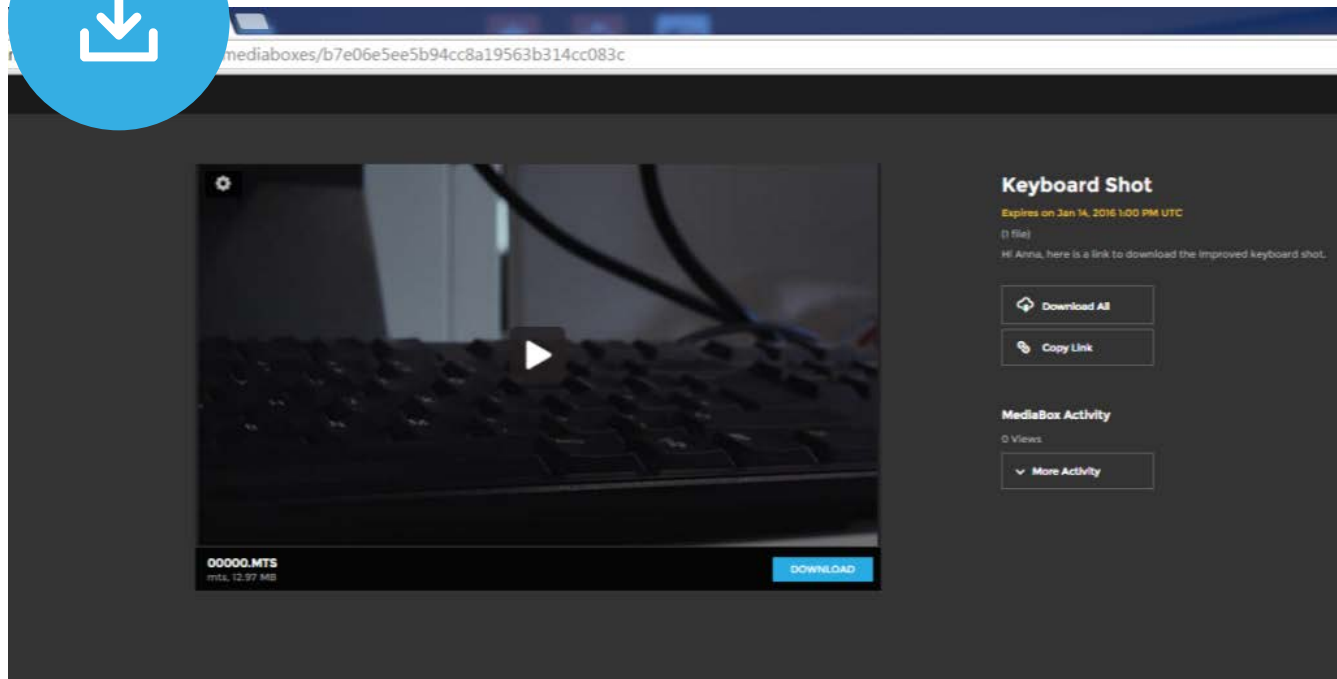 mediaboxes/b7e06e5ee5b94cc8a19563b314cc083c
Keyboard Shot
Expires on Jan 14, 2016 1:00 PM UTC
(1 file)
Hi Anna, here is a link to download the improved keyboard shot.
Download All
Copy Link
MediaBox Activity
0 Views
More Activity
00000.MTS
mts, 12.97 MB
DOWNLOAD